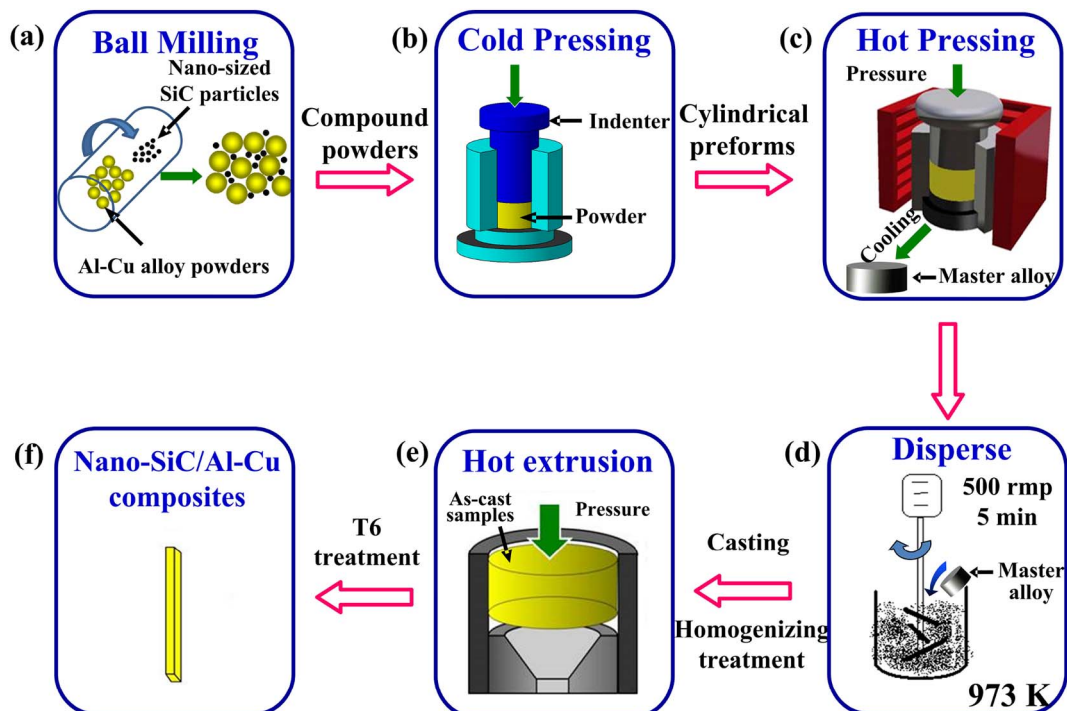 (a)
Ball Milling
Nano-sized
SiC particles
Al-Cu alloy powders
Compound
powders
(b)
Cold Pressing
Indenter
Powder
Cylindrical
preforms
(c)
Hot Pressing
Pressure
Cooling
Master alloy
(d)
Disperse
500 rmp
5 min
Master
alloy
973 K
Casting
Homogenizing
treatment
(e)
Hot extrusion
As-cast
samples
Pressure
T6
treatment
(f)
Nano-SiC/Al-Cu
composites